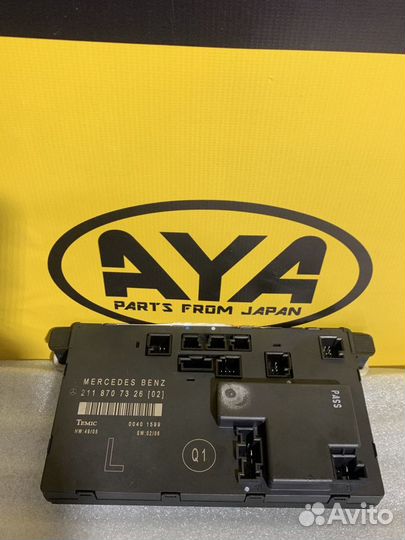 AYA
PARTS FROM JAPAN
MERCEDES BENZ
211 870 73 26 [02]
TEMIC 0040 1599
HW:49/05 SW:02/06
L
Q1
PASS
Avito